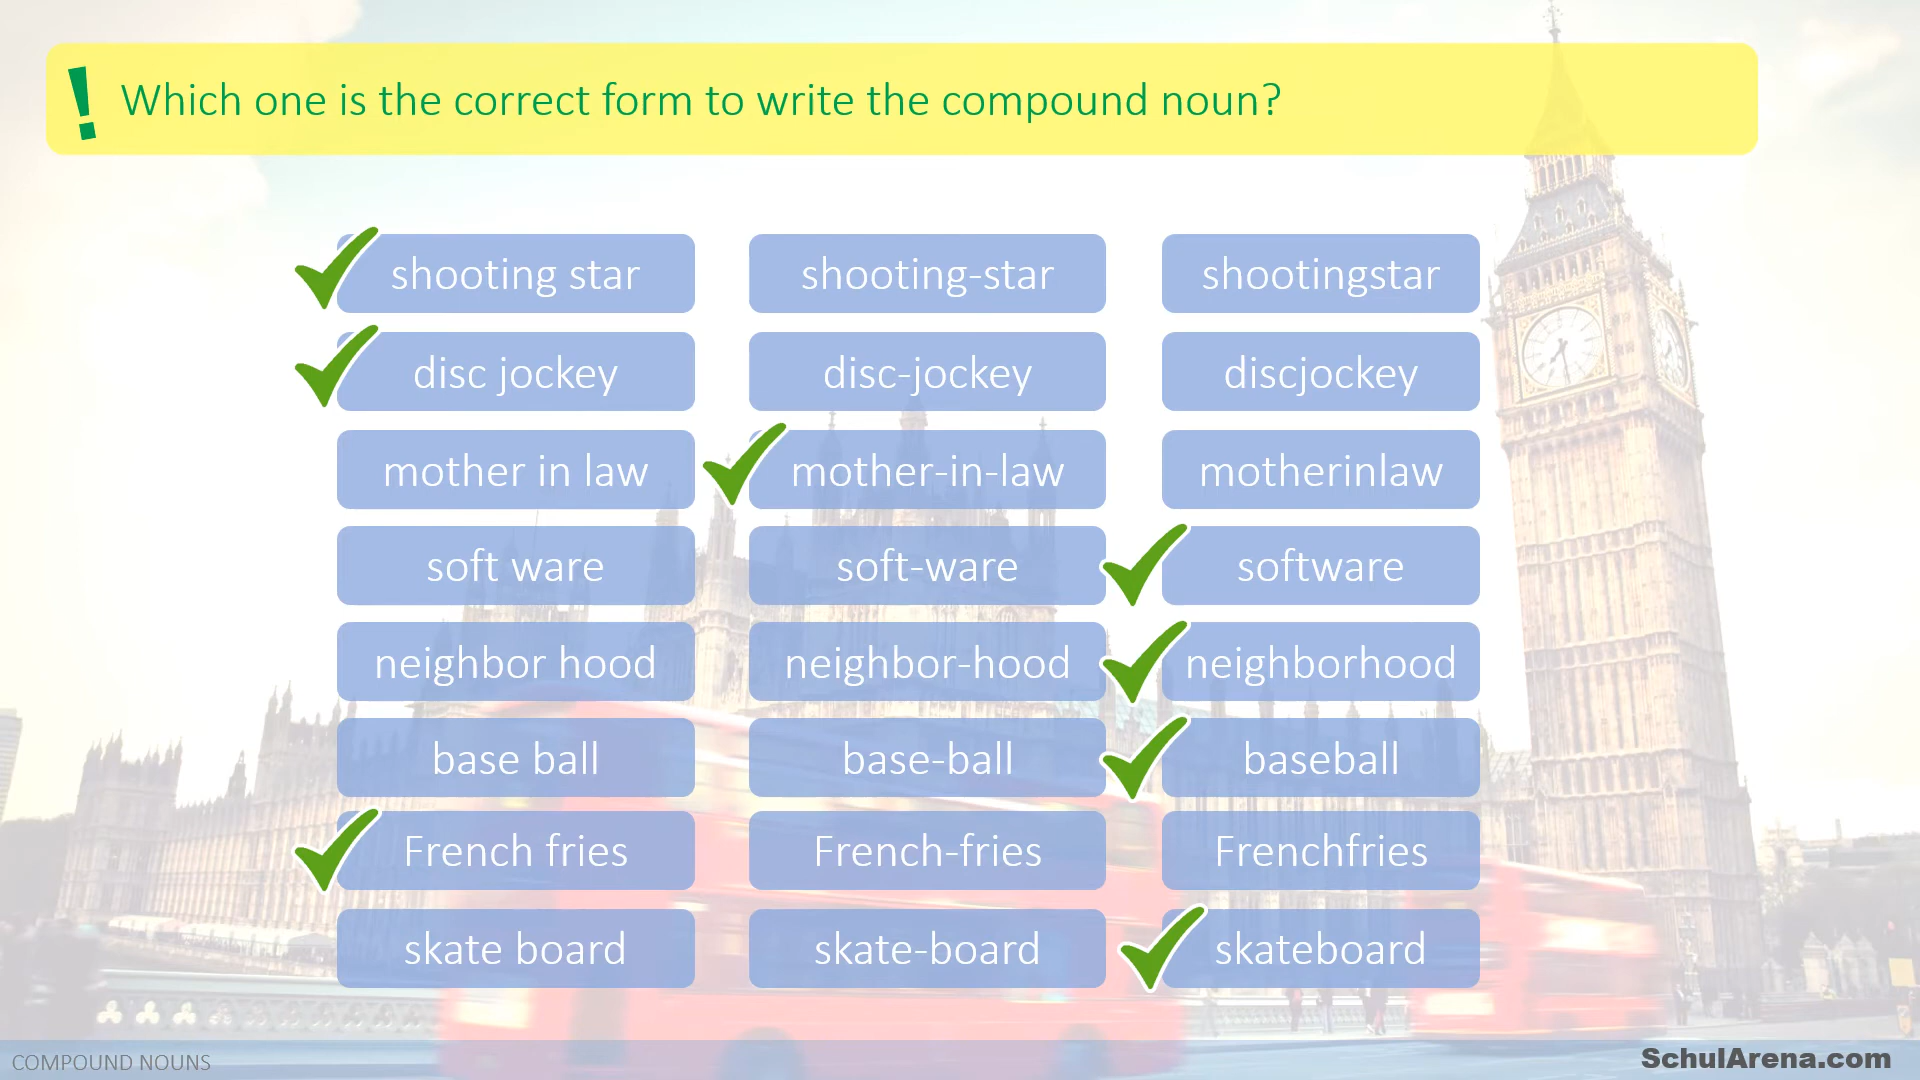 ! Which one is the correct form to write the compound noun?
shooting star shooting-star shootingstar
disc jockey disc-jockey discjockey
mother in law mother-in-law motherinlaw
soft ware soft-ware software
neighbor hood neighbor-hood neighborhood
base ball base-ball baseball
French fries French-fries Frenchfries
skate board skate-board skateboard
COMPOUND NOUNS SchulArena.com